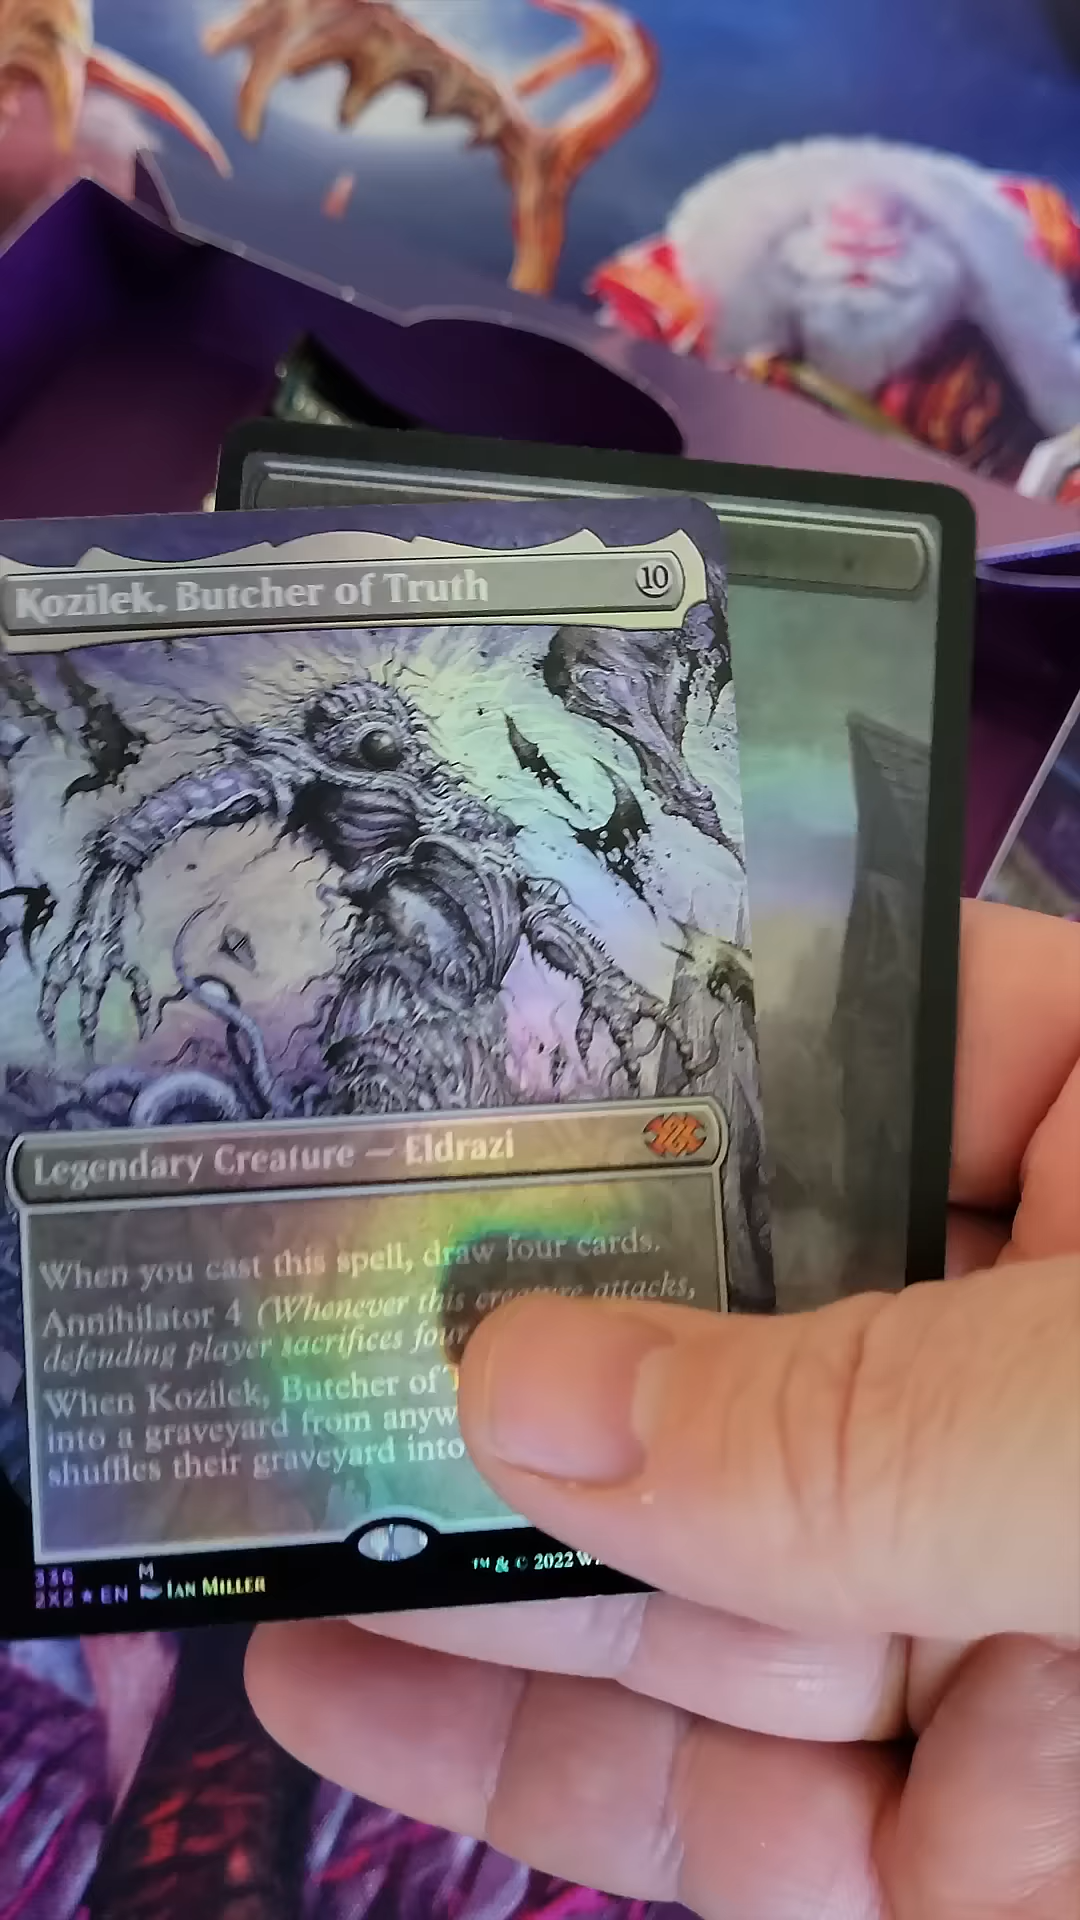 Kozilek, Butcher of Truth 10
Legendary Creature — Eldrazi
When you cast this spell, draw four cards.
Annihilator 4 (Whenever this creature attacks,
defending player sacrifices four
When Kozilek, Butcher of T
into a graveyard from anyw
shuffles their graveyard into
336 M
2X2 ★ EN IAN MILLER
™ & © 2022 W